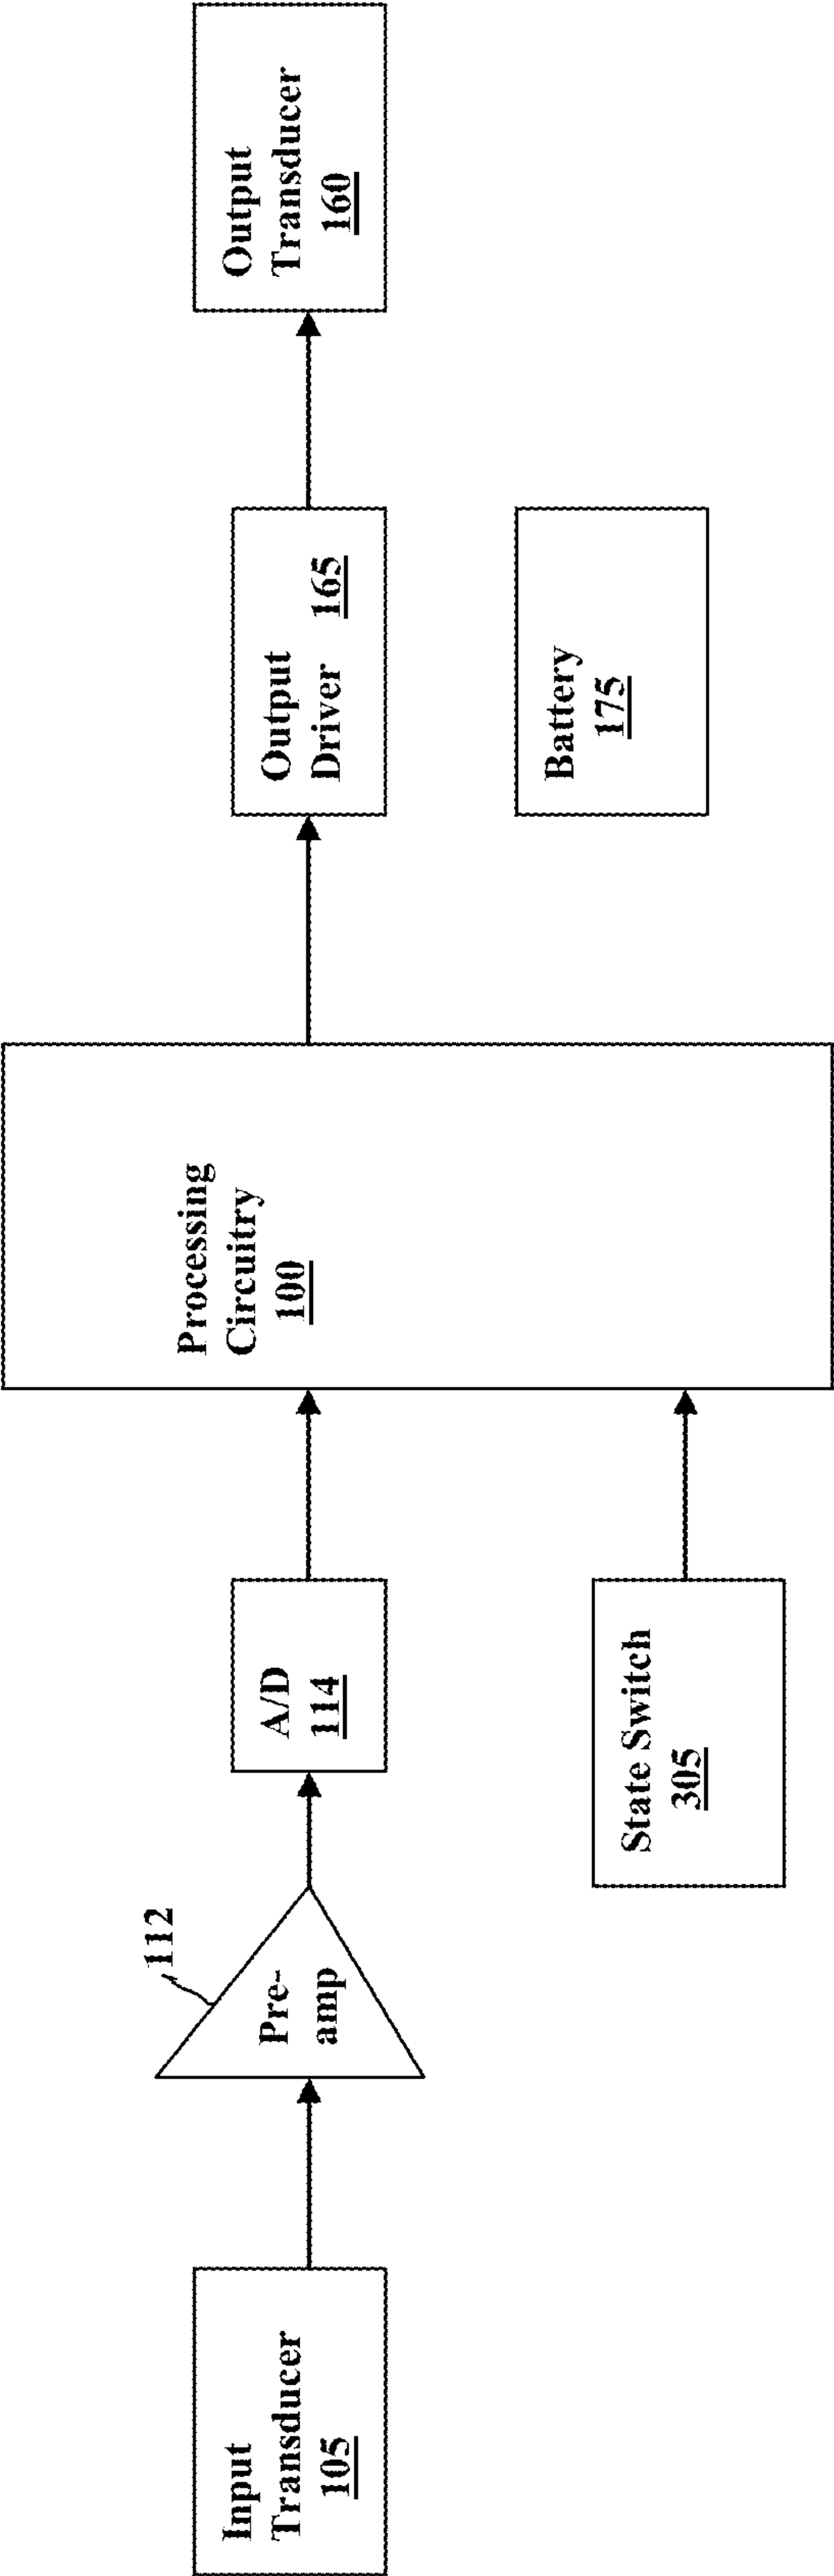 Input
Transducer
105
112
Pre-
amp
A/D
114
State Switch
305
Processing
Circuitry
100
Output
Driver 165
Battery
175
Output
Transducer
160